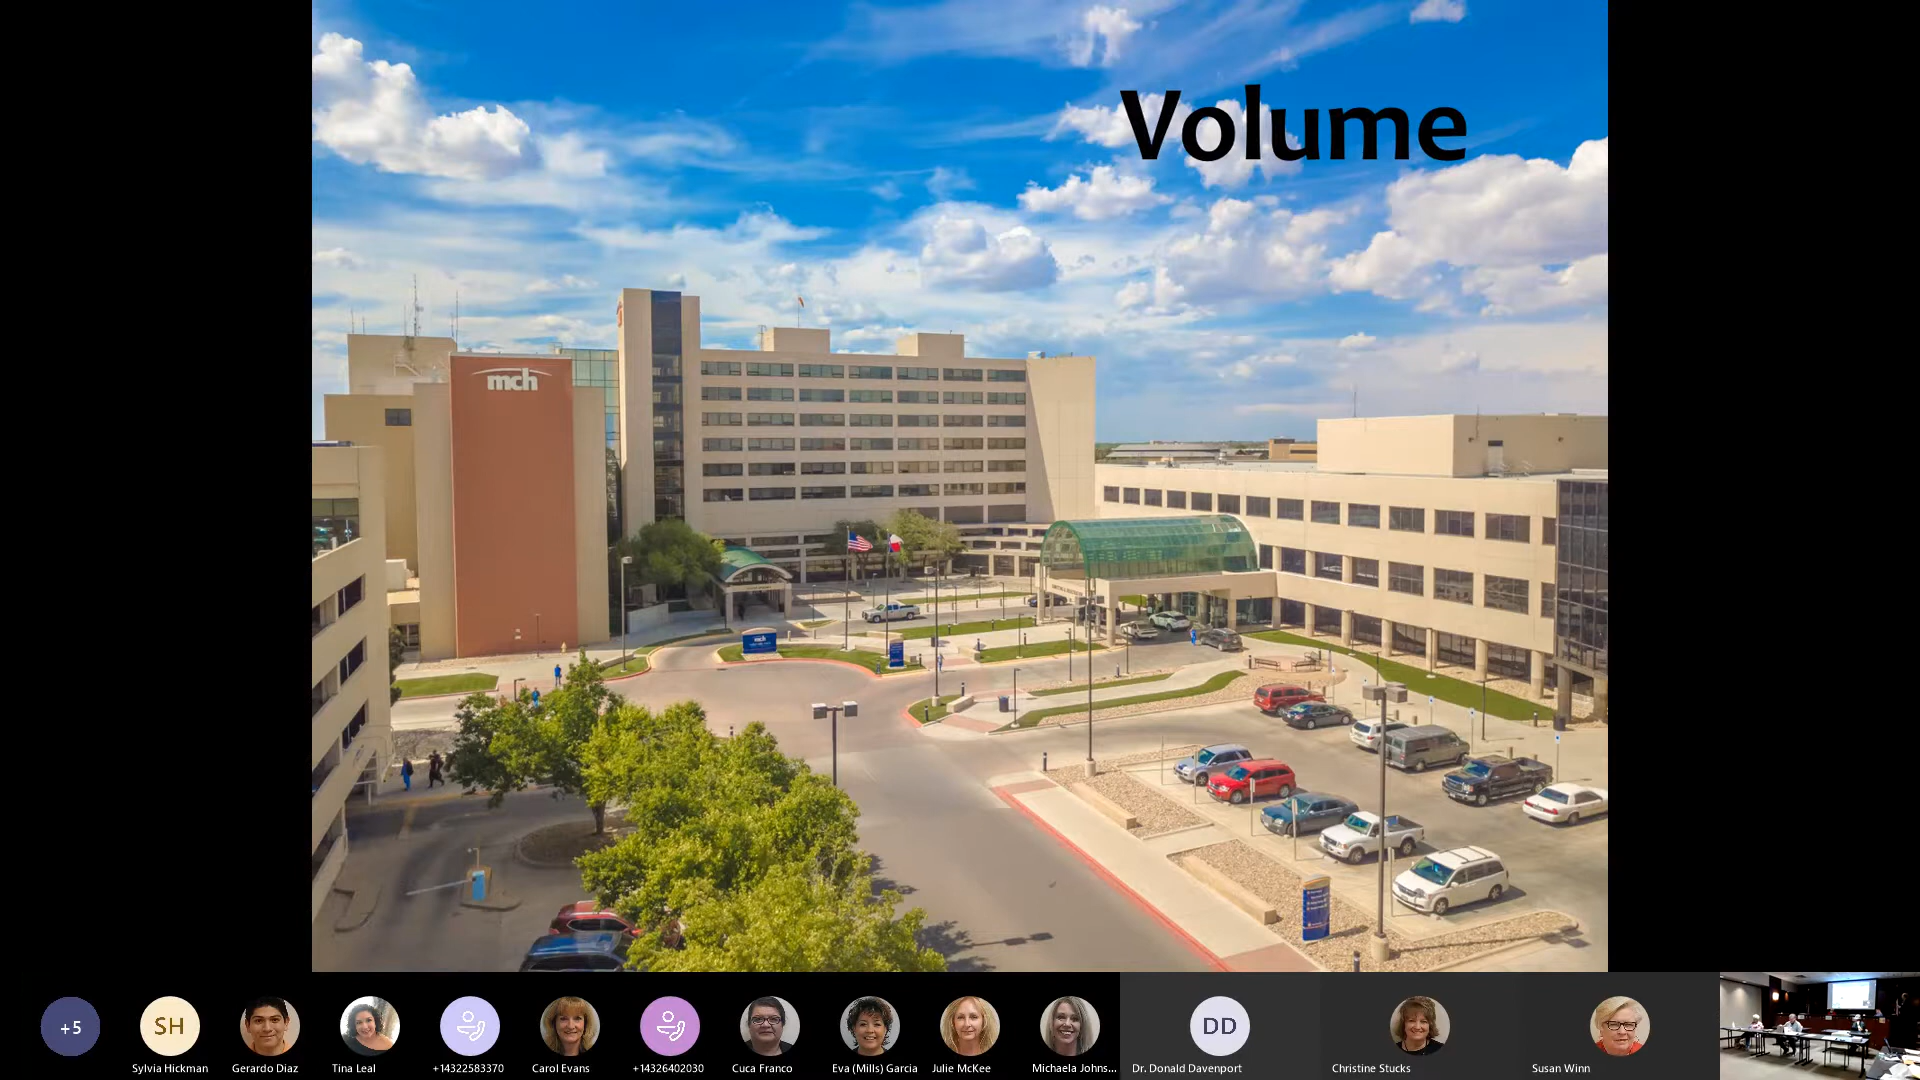 Volume
mch
mch
+5
SH
DD
Sylvia Hickman
Gerardo Diaz
Tina Leal
+14322583370
Carol Evans
+14326402030
Cuca Franco
Eva (Mills) Garcia
Julie McKee
Michaela Johns...
Dr. Donald Davenport
Christine Stucks
Susan Winn